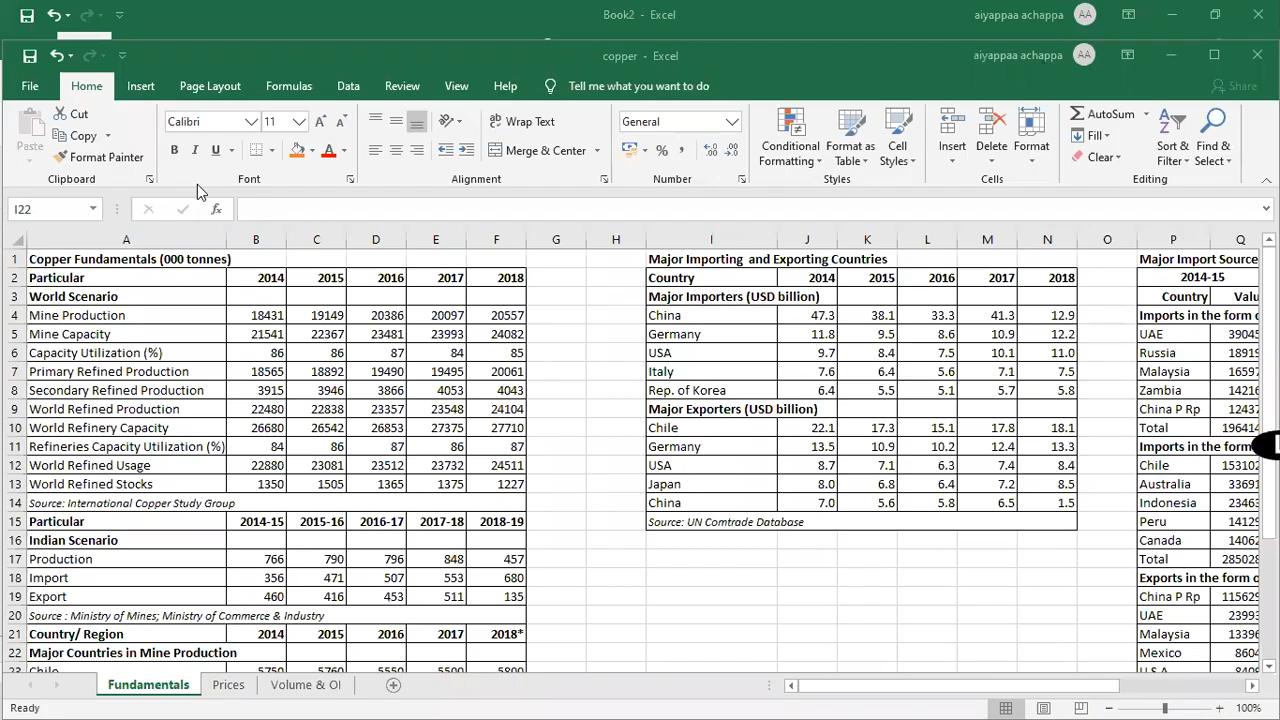 Book2 - Excel
aiyappaa achappa AA
copper - Excel
aiyappaa achappa AA
File Home Insert Page Layout Formulas Data Review View Help Tell me what you want to do Share
Paste Cut Copy Format Painter
Calibri 11
B I U
Wrap Text
Merge & Center
General
% ,
Conditional Formatting Format as Table Cell Styles
Insert Delete Format
AutoSum Fill Clear
Sort & Filter Find & Select
Clipboard Font Alignment Number Styles Cells Editing
I22 fx
A B C D E F G H I J K L M N O P Q
1 Copper Fundamentals (000 tonnes) Major Importing and Exporting Countries Major Import Source
2 Particular 2014 2015 2016 2017 2018 Country 2014 2015 2016 2017 2018 2014-15
3 World Scenario Major Importers (USD billion) Country Valu
4 Mine Production 18431 19149 20386 20097 20557 China 47.3 38.1 33.3 41.3 12.9 Imports in the form o
5 Mine Capacity 21541 22367 23481 23993 24082 Germany 11.8 9.5 8.6 10.9 12.2 UAE 39045
6 Capacity Utilization (%) 86 86 87 84 85 USA 9.7 8.4 7.5 10.1 11.0 Russia 18919
7 Primary Refined Production 18565 18892 19490 19495 20061 Italy 7.6 6.4 5.6 7.1 7.5 Malaysia 16597
8 Secondary Refined Production 3915 3946 3866 4053 4043 Rep. of Korea 6.4 5.5 5.1 5.7 5.8 Zambia 14216
9 World Refined Production 22480 22838 23357 23548 24104 Major Exporters (USD billion) China P Rp 12437
10 World Refinery Capacity 26680 26542 26853 27375 27710 Chile 22.1 17.3 15.1 17.8 18.1 Total 196414
11 Refineries Capacity Utilization (%) 84 86 87 86 87 Germany 13.5 10.9 10.2 12.4 13.3 Imports in the form
12 World Refined Usage 22880 23081 23512 23732 24511 USA 8.7 7.1 6.3 7.4 8.4 Chile 153102
13 World Refined Stocks 1350 1505 1365 1375 1227 Japan 8.0 6.8 6.4 7.2 8.5 Australia 33691
14 Source: International Copper Study Group China 7.0 5.6 5.8 6.5 1.5 Indonesia 23463
15 Particular 2014-15 2015-16 2016-17 2017-18 2018-19 Source: UN Comtrade Database Peru 14129
16 Indian Scenario Canada 14062
17 Production 766 790 796 848 457 Total 285028
18 Import 356 471 507 553 680 Exports in the form o
19 Export 460 416 453 511 135 China P Rp 115629
20 Source : Ministry of Mines; Ministry of Commerce & Industry UAE 23993
21 Country/ Region 2014 2015 2016 2017 2018* Malaysia 13396
22 Major Countries in Mine Production Mexico 8604
23 Chile 5750 5760 5550 5500 5800 U.S.A 8408
Fundamentals Prices Volume & OI
Ready 100%